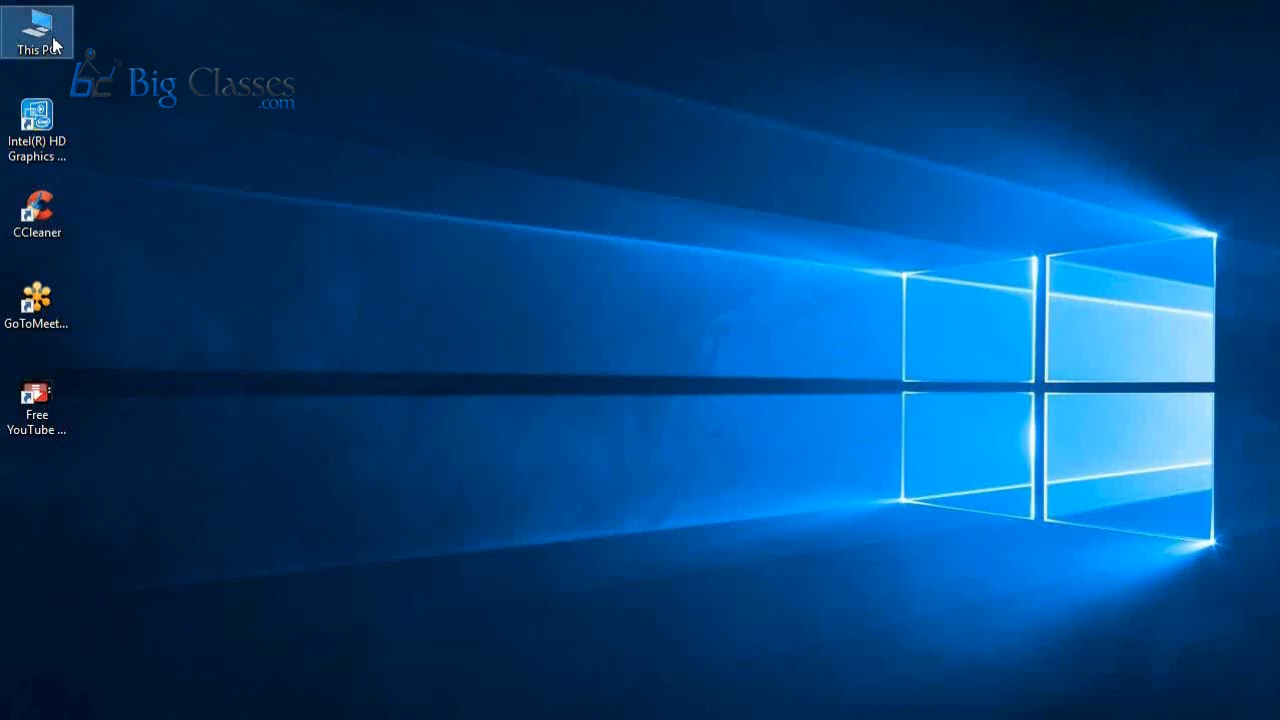 This PC
Big Classes
.com
Intel(R) HD
Graphics ...
CCleaner
GoToMeet...
Free
YouTube ...